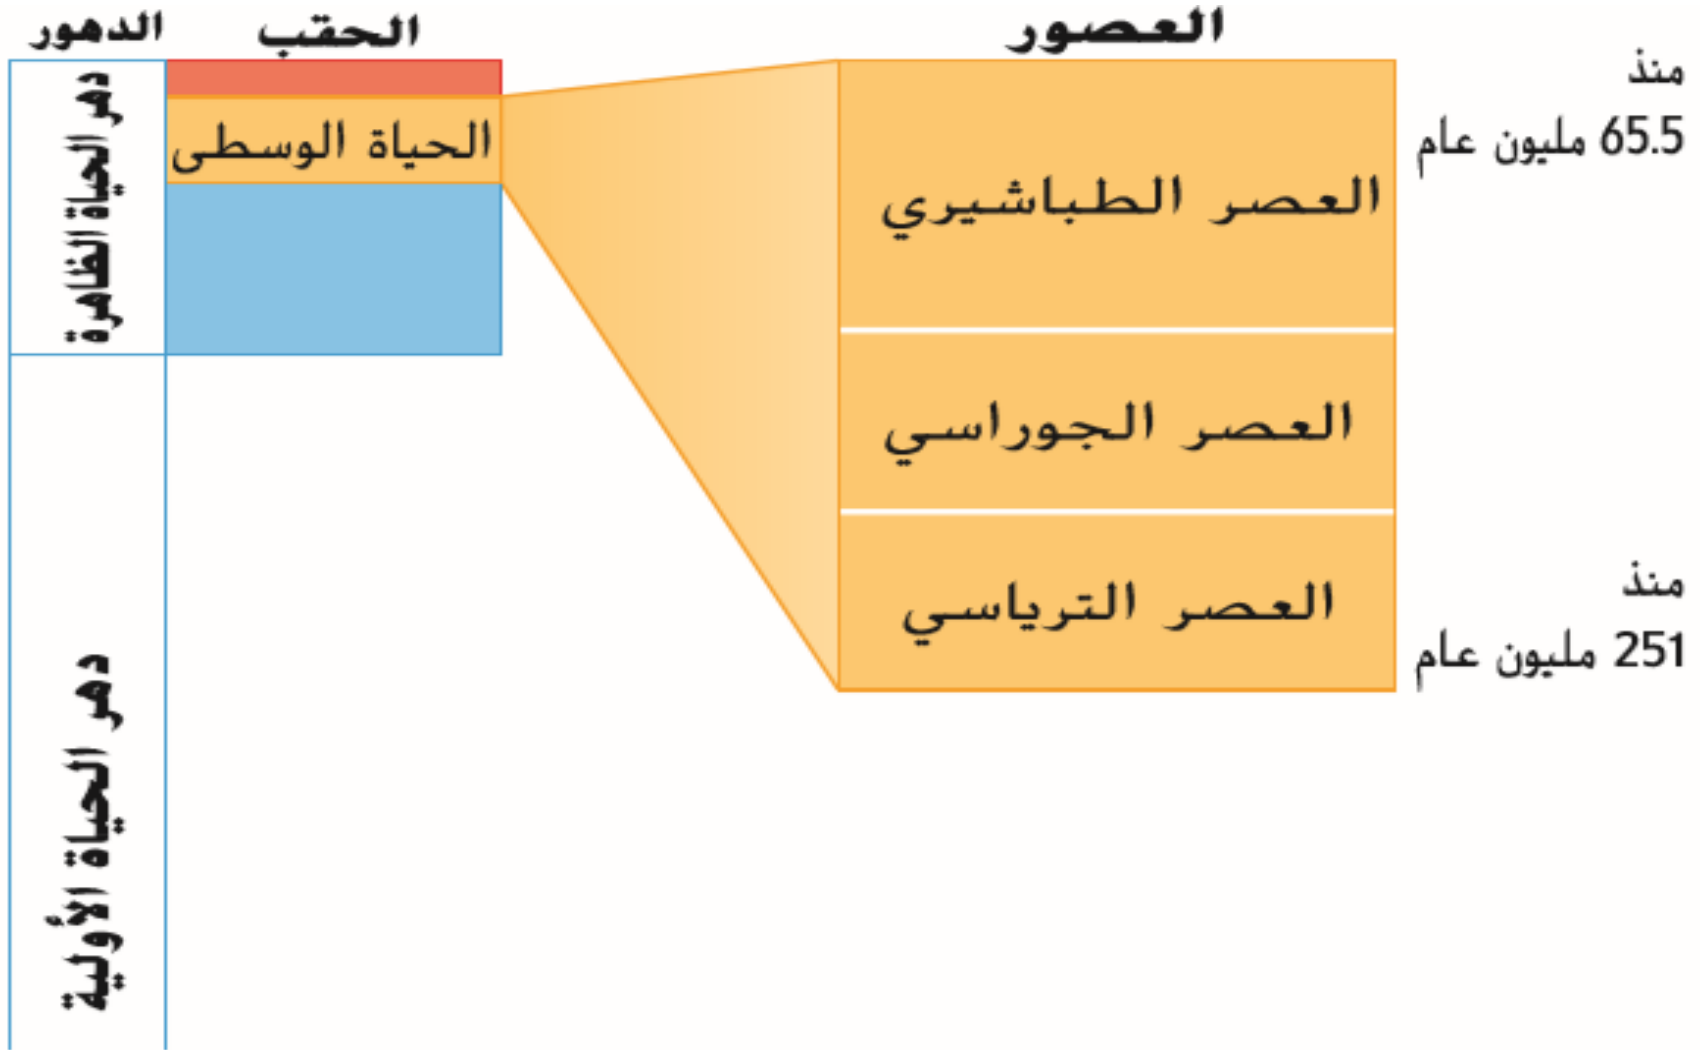 العصور
الحقب
الدهور
منذ
65.5 مليون عام
العصر الطباشيري
العصر الجوراسي
العصر الترياسي
منذ
251 مليون عام
الحياة الوسطى
دهر الحياة الظاهرة
دهر الحياة الأولية